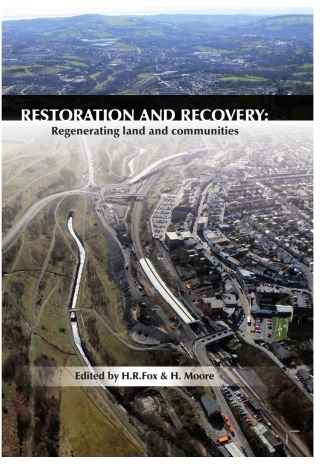 RESTORATION AND RECOVERY:
Regenerating land and communities
Edited by H.R.Fox & H. Moore